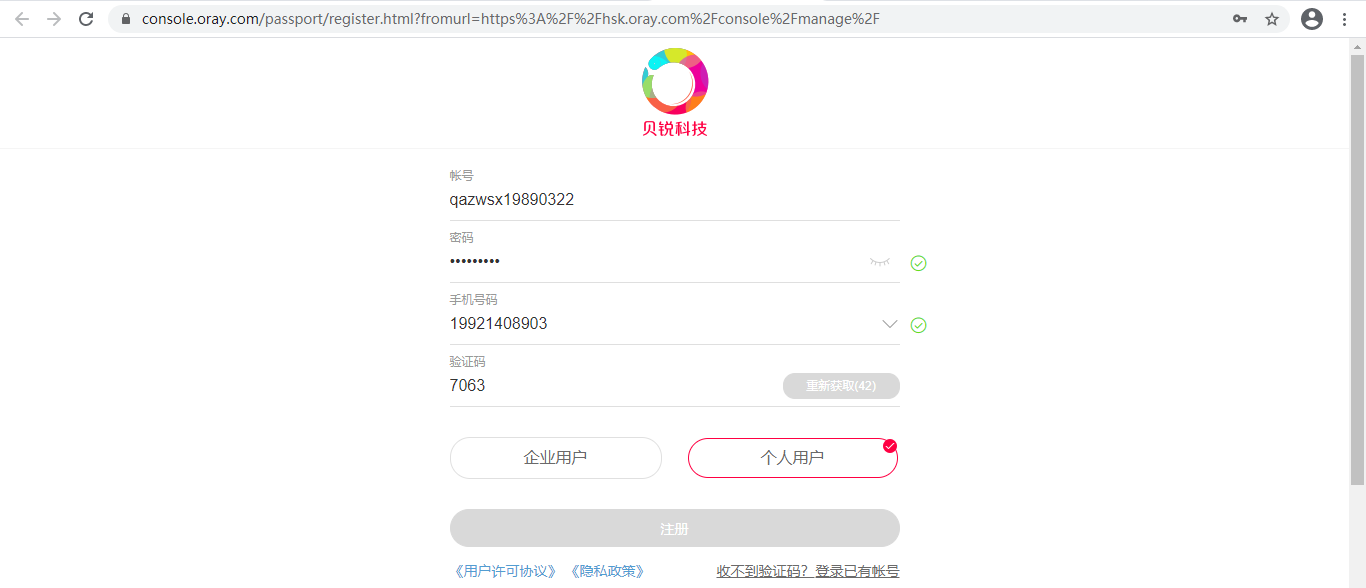 console.oray.com/passport/register.html?fromurl=https%3A%2F%2Fhsk.oray.com%2Fconsole%2Fmanage%2F
贝锐科技
帐号
qazwsx19890322
密码
•••••••••
手机号码
19921408903
验证码
7063 重新获取(42)
企业用户 个人用户
注册
《用户许可协议》 《隐私政策》 收不到验证码? 登录已有帐号